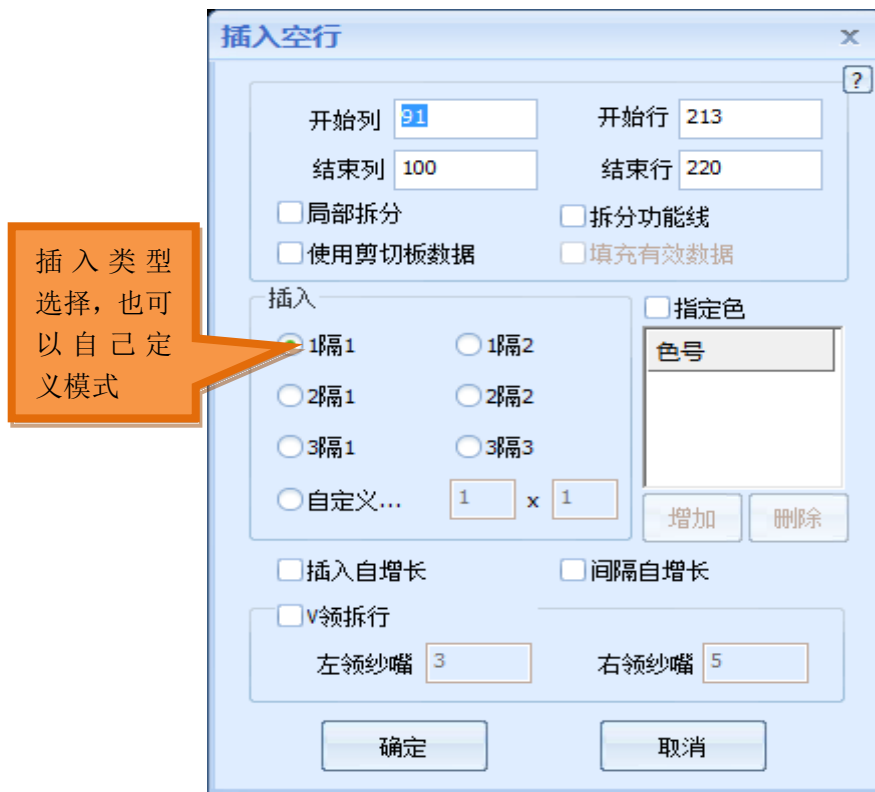 插入空行
?
开始列 91 开始行 213
结束列 100 结束行 220
局部拆分 拆分功能线
使用剪切板数据 填充有效数据
插入类型
选择，也可
以自己定
义模式
插入 指定色
1隔1 1隔2 色号
2隔1 2隔2
3隔1 3隔3
自定义... 1 x 1
增加 删除
插入自增长 间隔自增长
V领拆行
左领纱嘴 3 右领纱嘴 5
确定 取消